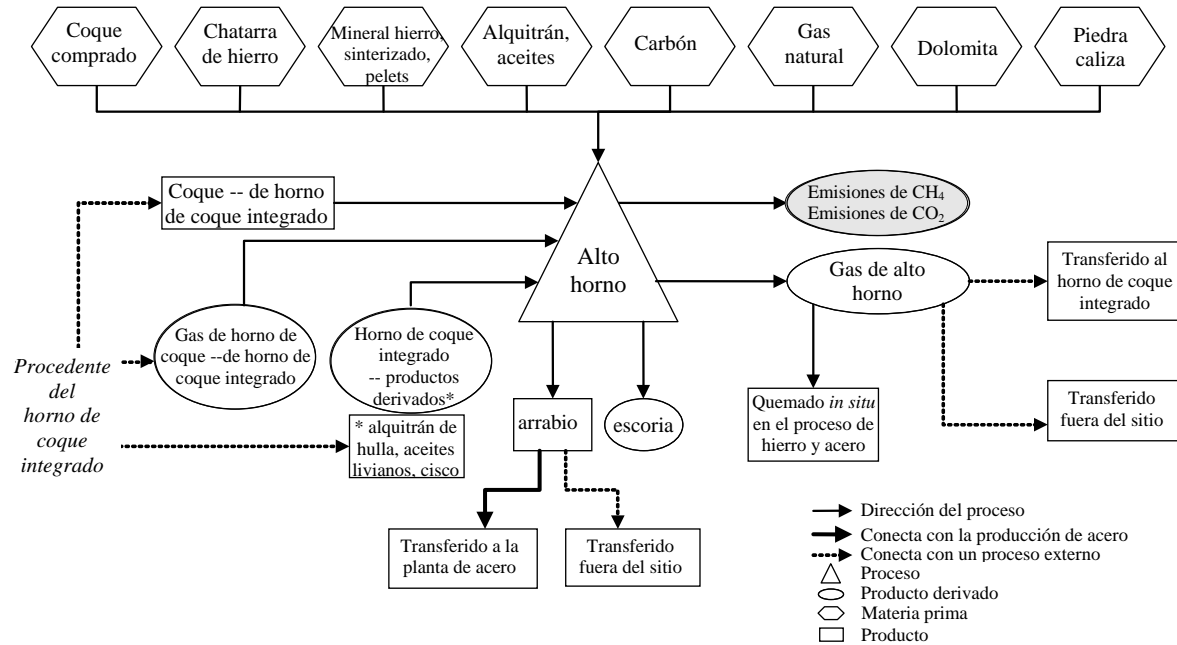 Coque
comprado
Chatarra
de hierro
Mineral hierro,
sinterizado,
pelets
Alquitrán,
aceites
Carbón
Gas
natural
Dolomita
Piedra
caliza
Coque -- de horno
de coque integrado
Emisiones de CH4
Emisiones de CO2
Alto
horno
Gas de alto
horno
Transferido al
horno de coque
integrado
Gas de horno de
coque --de horno de
coque integrado
Horno de coque
integrado
-- productos
derivados*
Procedente
del
horno de
coque
integrado
* alquitrán de
hulla, aceites
livianos, cisco
arrabio
escoria
Quemado in situ
en el proceso de
hierro y acero
Transferido
fuera del sitio
Transferido a la
planta de acero
Transferido
fuera del sitio
Dirección del proceso
Conecta con la producción de acero
Conecta con un proceso externo
Proceso
Producto derivado
Materia prima
Producto